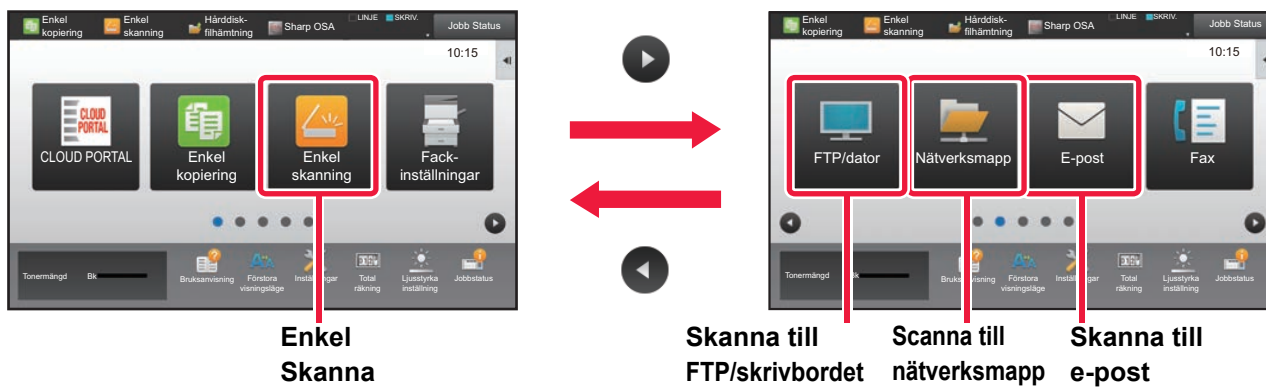 Enkel
kopiering
Enkel
skanning
Hårddisk-
filhämtning
Sharp OSA
LINJE
SKRIV.
Jobb Status
10:15
CLOUD
PORTAL
CLOUD PORTAL
Enkel
kopiering
Enkel
skanning
Fack-
inställningar
Tonermängd
Bk
Bruksanvisning
Förstora
visningsläge
Total
räkning
Ljusstyrka
inställning
Jobbstatus
Enkel
Skanna
Enkel
kopiering
Enkel
skanning
Hårddisk-
filhämtning
Sharp OSA
LINJE
SKRIV.
Jobb Status
10:15
FTP/dator
Nätverksmapp
E-post
Fax
Tonermängd
Förstora
visningsläge
Total
räkning
Ljusstyrka
inställning
Jobbstatus
Skanna till
FTP/skrivbordet
Scanna till
nätverksmapp
Skanna till
e-post